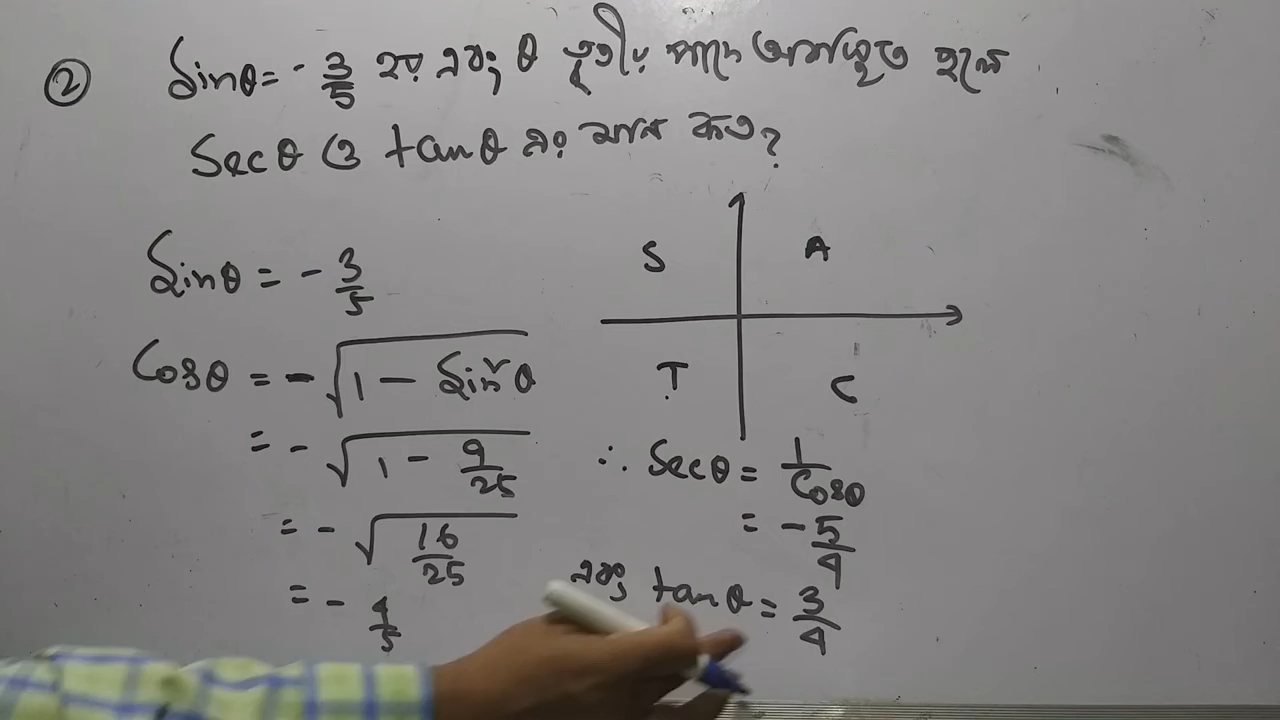 ② Sinθ = - 3/5 হয় এবং θ তৃতীয় পাদে অবস্থিত হলে
Secθ ও tanθ এর মান কত?
Sinθ = - 3/5
Cosθ = - √(1 - Sin²θ)
= - √(1 - 9/25)
= - √(16/25)
= - 4/5
S A
T C
∴ Secθ = 1/Cosθ
= - 5/4
এবং tanθ = 3/4